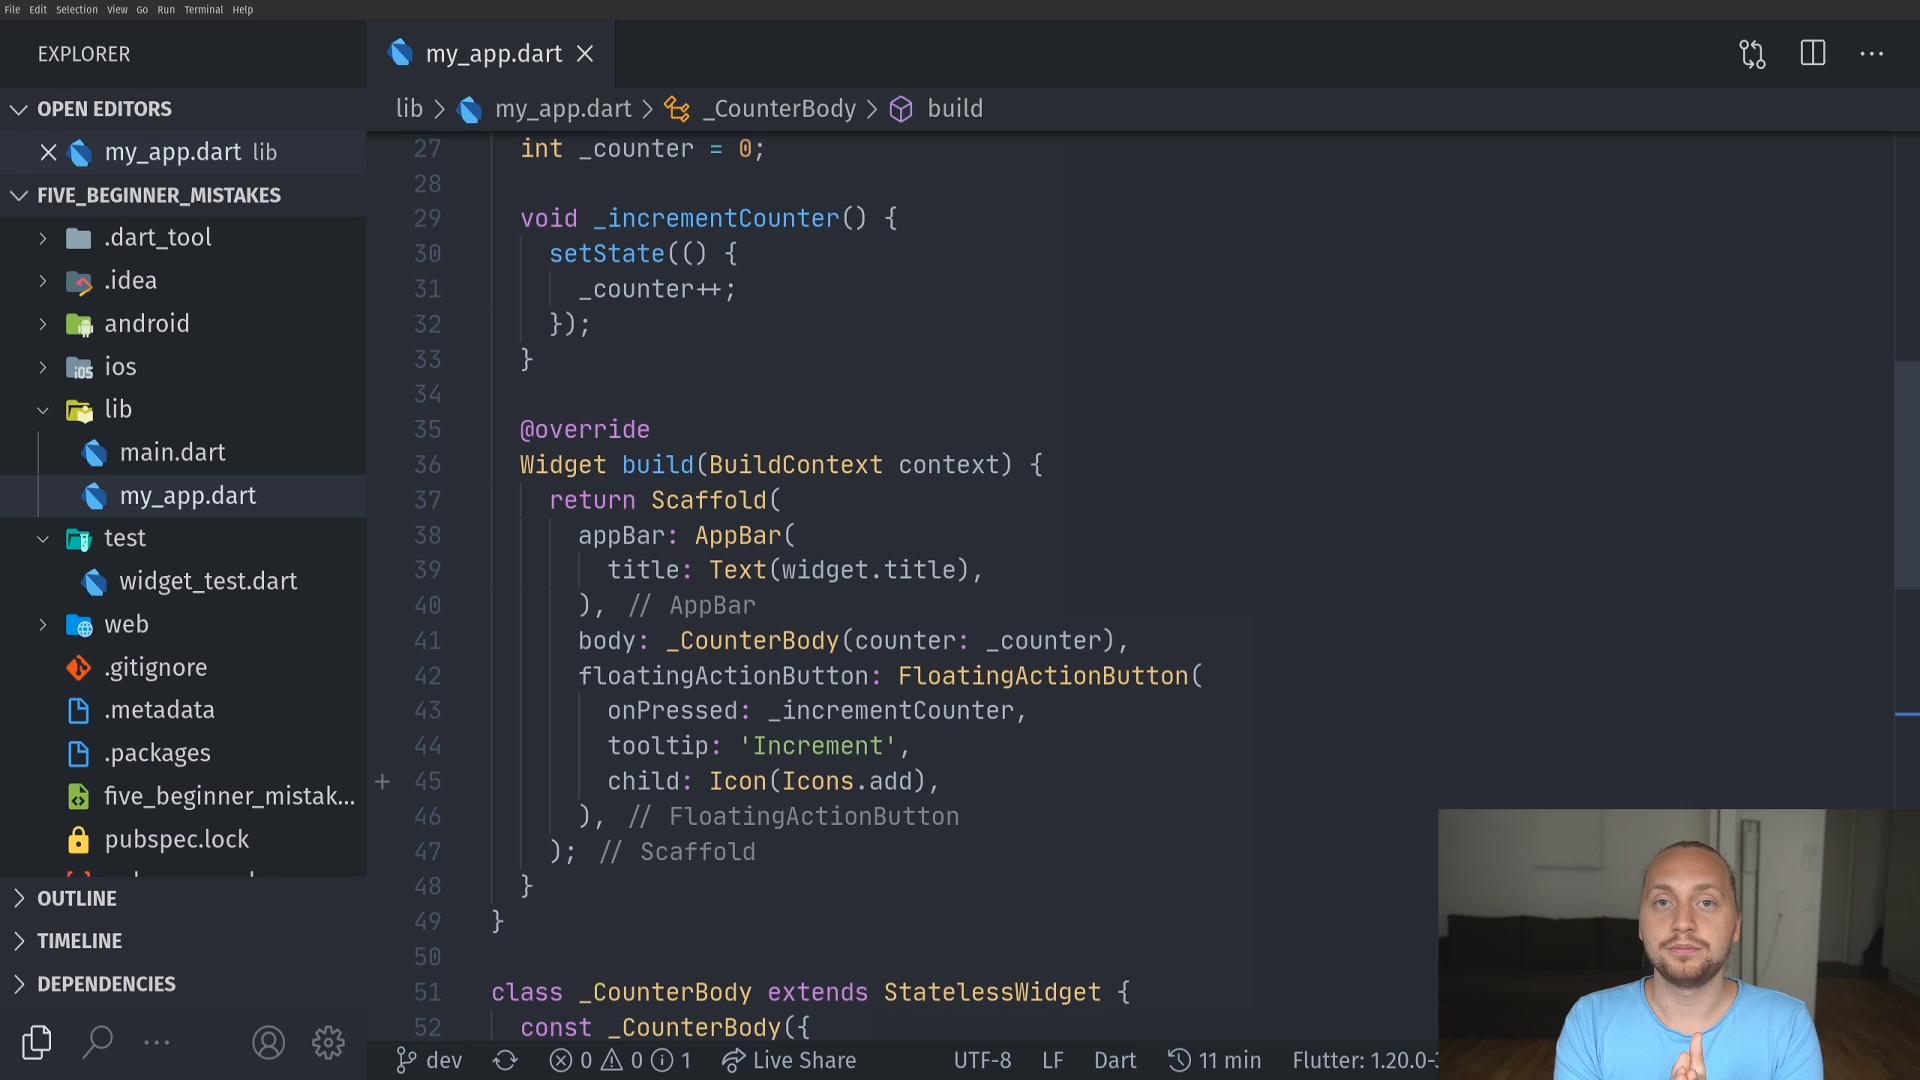 File Edit Selection View Go Run Terminal Help
EXPLORER
OPEN EDITORS
my_app.dart lib
FIVE_BEGINNER_MISTAKES
.dart_tool
.idea
android
ios
lib
main.dart
my_app.dart
test
widget_test.dart
web
.gitignore
.metadata
.packages
five_beginner_mistak...
pubspec.lock
OUTLINE
TIMELINE
DEPENDENCIES
my_app.dart
lib > my_app.dart > _CounterBody > build
27 int _counter = 0;
28
29 void _incrementCounter() {
30 setState(() {
31 _counter++;
32 });
33 }
34
35 @override
36 Widget build(BuildContext context) {
37 return Scaffold(
38 appBar: AppBar(
39 title: Text(widget.title),
40 ), // AppBar
41 body: _CounterBody(counter: _counter),
42 floatingActionButton: FloatingActionButton(
43 onPressed: _incrementCounter,
44 tooltip: 'Increment',
45 child: Icon(Icons.add),
46 ), // FloatingActionButton
47 ); // Scaffold
48 }
49 }
50
51 class _CounterBody extends StatelessWidget {
52 const _CounterBody({
dev 0 0 1 Live Share UTF-8 LF Dart 11 min Flutter: 1.20.0-